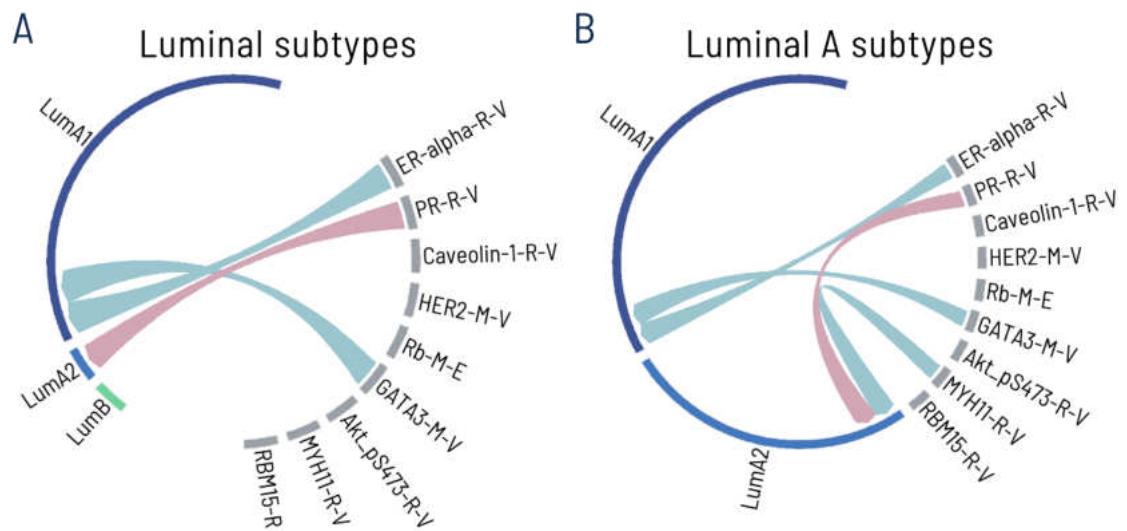 A
Luminal subtypes
LumA1
LumA2
LumB
ER-alpha-R-V
PR-R-V
Caveolin-1-R-V
HER2-M-V
Rb-M-E
GATA3-M-V
Akt_pS473-R-V
MYH11-R-V
RBM15-R
B
Luminal A subtypes
LumA1
LumA2
ER-alpha-R-V
PR-R-V
Caveolin-1-R-V
HER2-M-V
Rb-M-E
GATA3-M-V
Akt_pS473-R-V
MYH11-R-V
RBM15-R-V